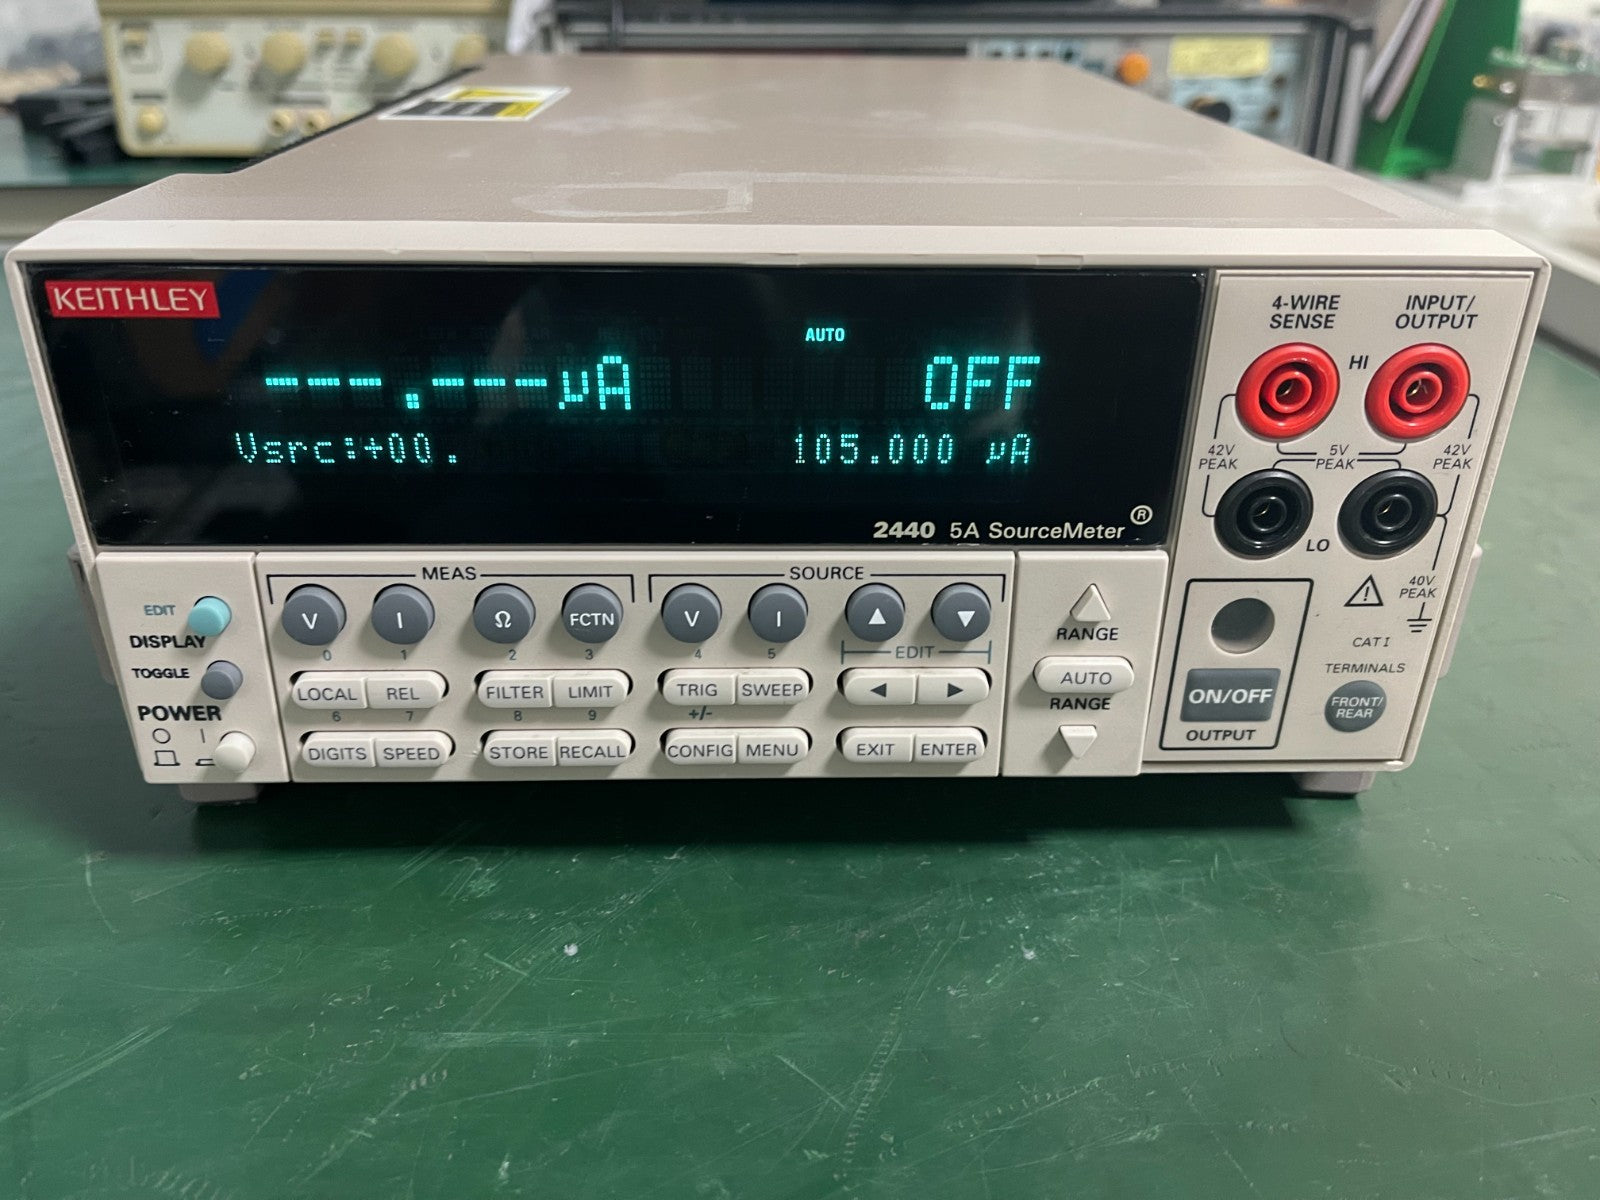 KEITHLEY
AUTO
---.---µA OFF
Vsrc:+00. 105.000 µA
2440 5A SourceMeter ®
4-WIRE SENSE
INPUT/ OUTPUT
HI
42V PEAK
5V PEAK
42V PEAK
LO
40V PEAK
CAT I
TERMINALS
FRONT/ REAR
ON/OFF
OUTPUT
EDIT
DISPLAY
TOGGLE
POWER
MEAS
V I Ω FCTN
0 1 2 3
LOCAL REL FILTER LIMIT
6 7 8 9
DIGITS SPEED STORE RECALL
SOURCE
V I ▲ ▼
4 5 EDIT
TRIG SWEEP ◀ ▶
+/-
CONFIG MENU EXIT ENTER
RANGE
AUTO
RANGE